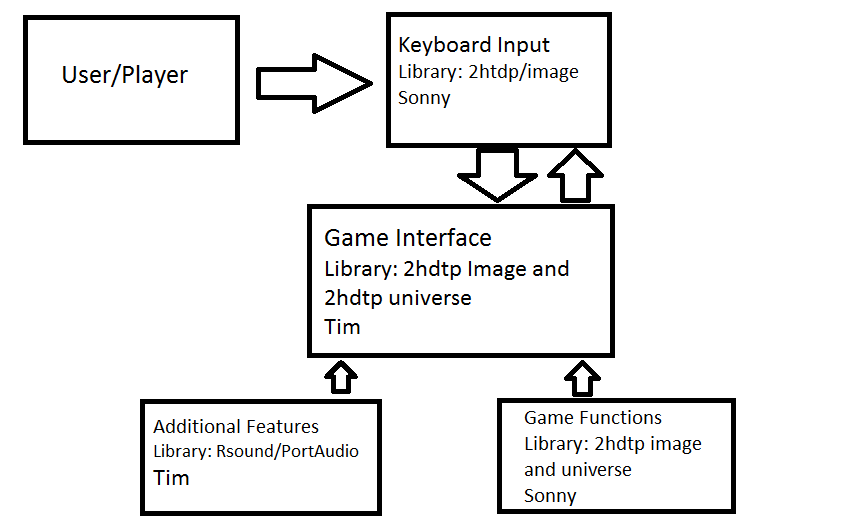 User/Player
Keyboard Input
Library: 2htdp/image
Sonny
Game Interface
Library: 2hdtp Image and
2hdtp universe
Tim
Additional Features
Library: Rsound/PortAudio
Tim
Game Functions
Library: 2hdtp image
and universe
Sonny